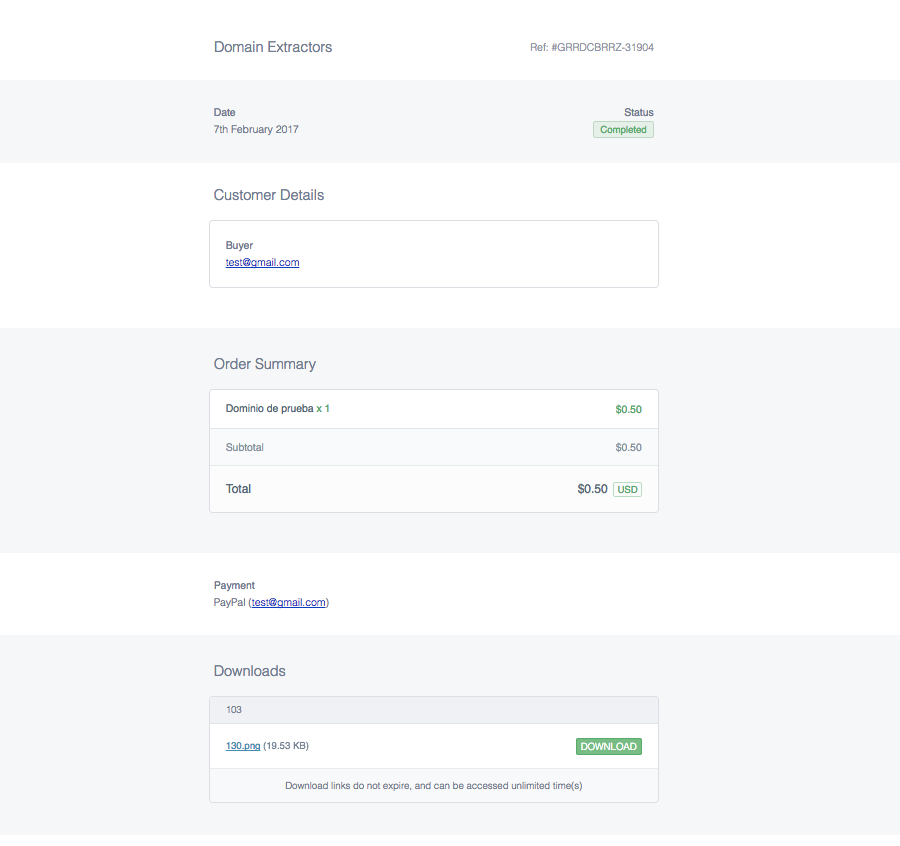 Domain Extractors
Ref: #GRRDCBRRZ-31904
Date
Status
7th February 2017
Completed
Customer Details
Buyer
test@gmail.com
Order Summary
Dominio de prueba x 1 $0.50
Subtotal $0.50
Total $0.50 USD
Payment
PayPal (test@gmail.com)
Downloads
103
130.png (19.53 KB) DOWNLOAD
Download links do not expire, and can be accessed unlimited time(s)